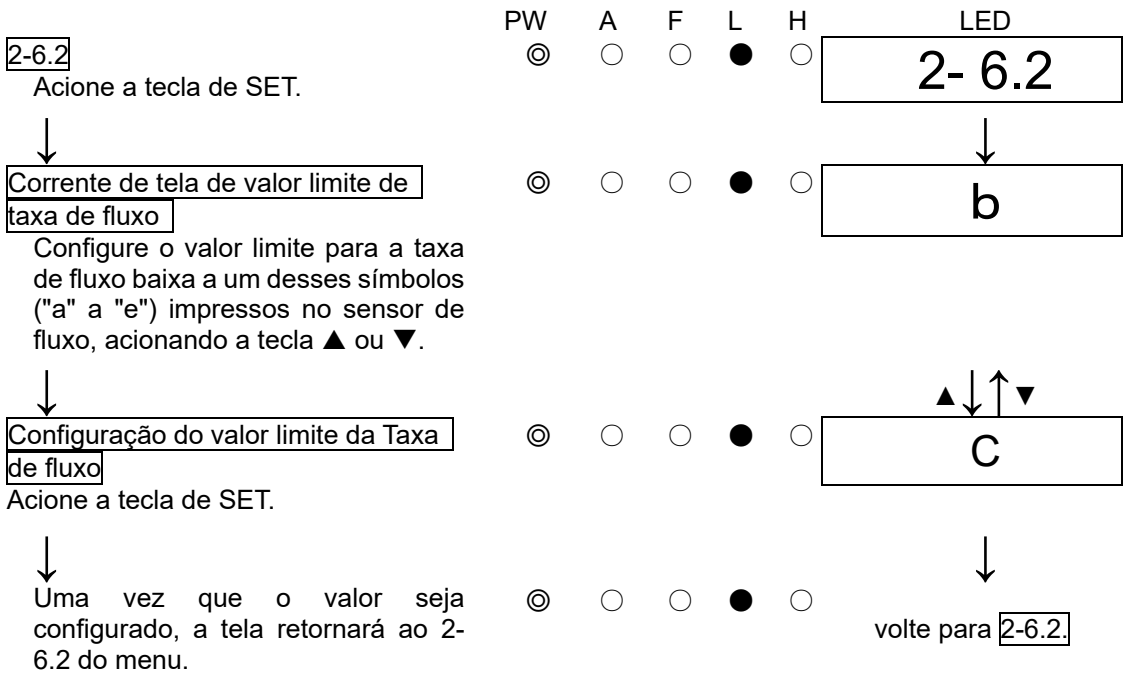 PW A F L H LED
2-6.2 ◎ ○ ○ ● ○ 2- 6.2
Acione a tecla de SET.
↓ ↓
Corrente de tela de valor limite de ◎ ○ ○ ● ○ b
taxa de fluxo
Configure o valor limite para a taxa
de fluxo baixa a um desses símbolos
("a" a "e") impressos no sensor de
fluxo, acionando a tecla ▲ ou ▼.
↓ ▲↓↑▼
Configuração do valor limite da Taxa ◎ ○ ○ ● ○ C
de fluxo
Acione a tecla de SET.
↓ ↓
Uma vez que o valor seja ◎ ○ ○ ● ○
configurado, a tela retornará ao 2- volte para 2-6.2.
6.2 do menu.